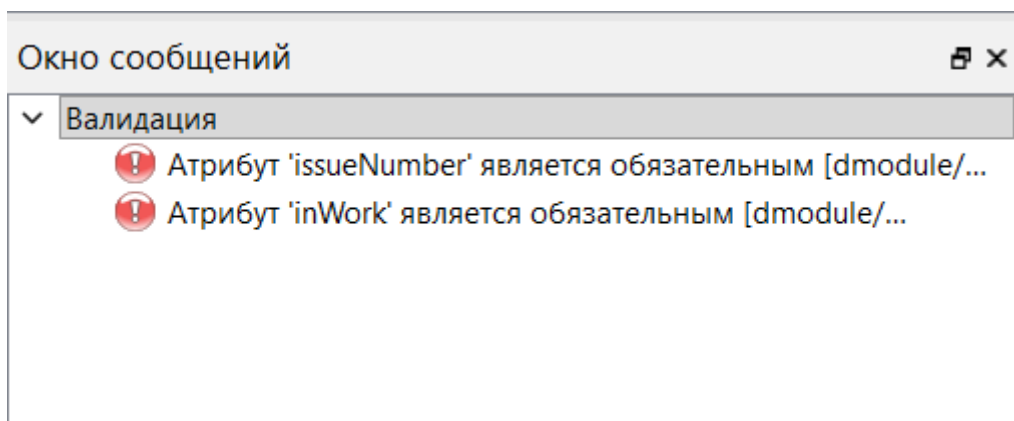 Окно сообщений
Валидация
Атрибут 'issueNumber' является обязательным [dmodule/...
Атрибут 'inWork' является обязательным [dmodule/...